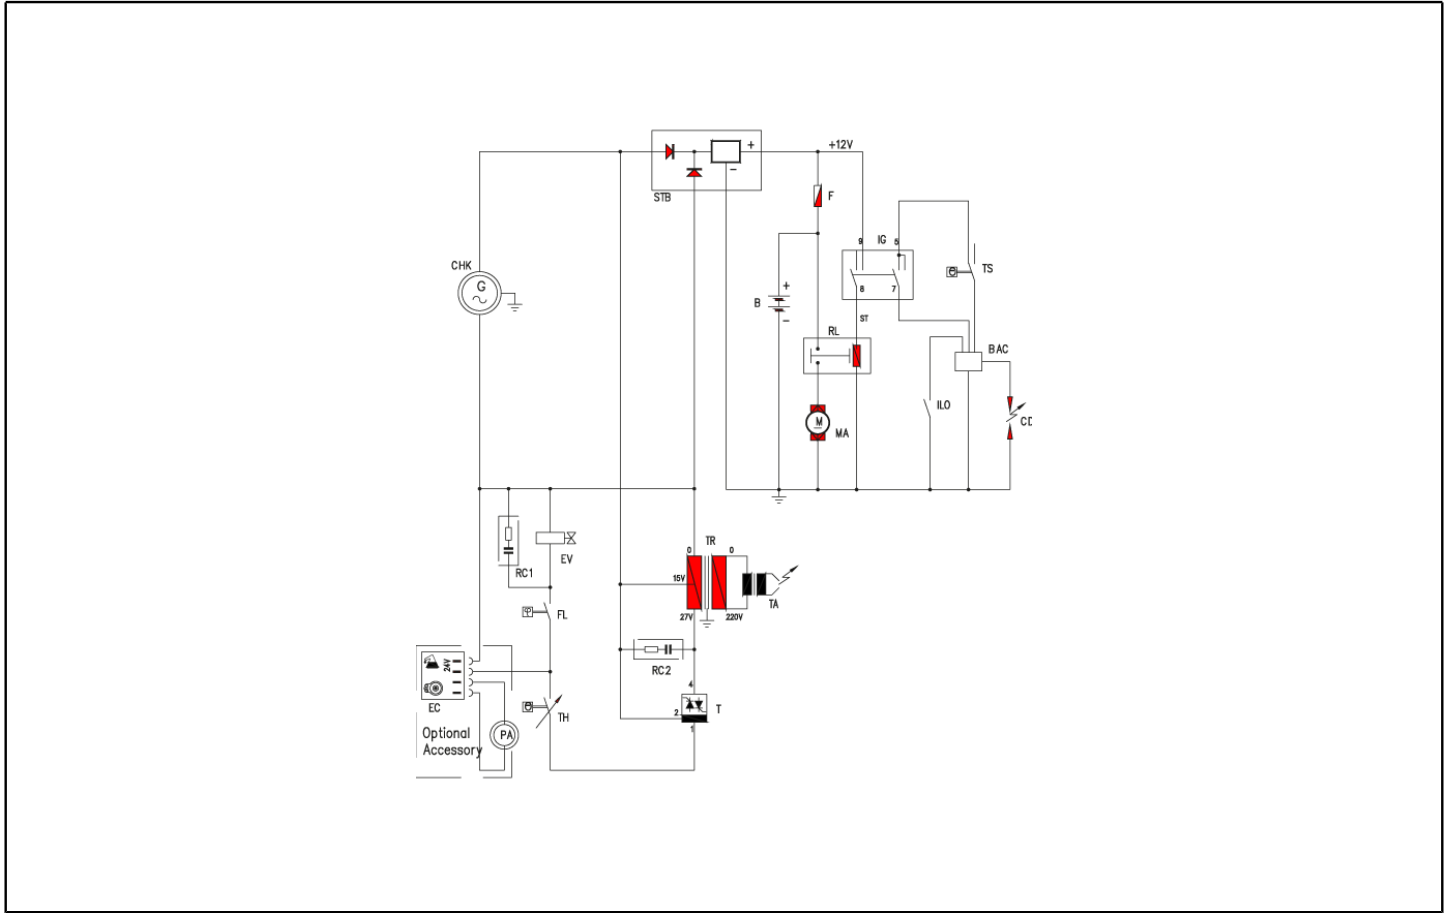 +
+12V
-
STB
F
CHK
G
9
IG
5
TS
+
B
-
8
7
ST
RL
BAC
ILO
CD
M
MA
TR
0
0
EV
RC1
15V
TA
27V
220V
FL
RC2
24V
4
EC
TH
2
T
1
Optional
Accessory
PA